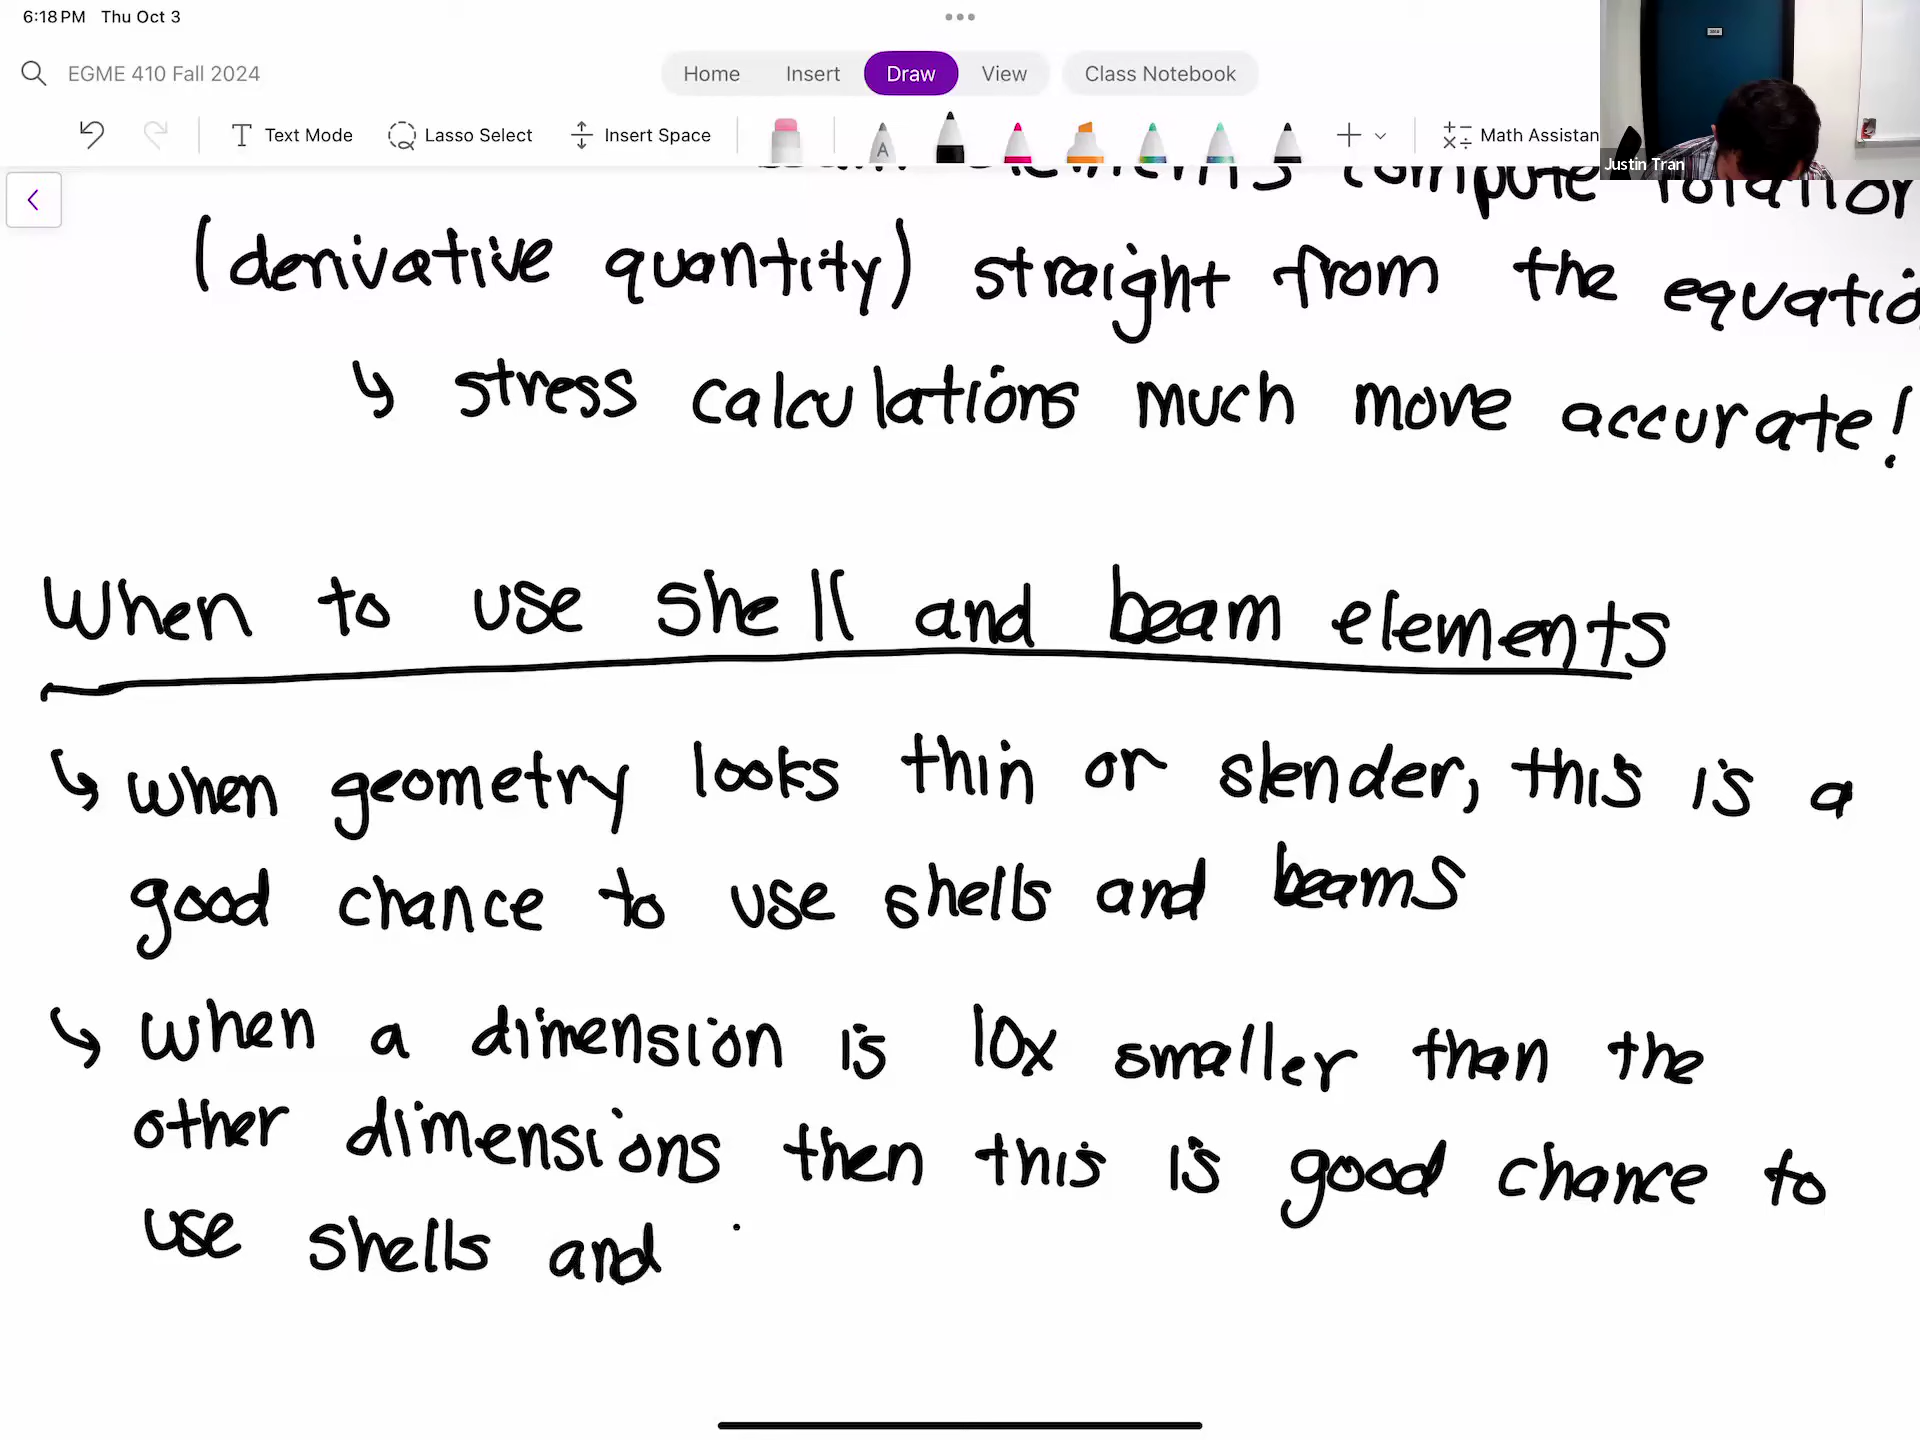 6:18 PM Thu Oct 3
EGME 410 Fall 2024
Home Insert Draw View Class Notebook
Text Mode Lasso Select Insert Space A Math Assistan
Justin Tran
elements compute rotation
(derivative quantity) straight from the equatio
↳ stress calculations much more accurate!
When to use shell and beam elements
↳ when geometry looks thin or slender, this is a
good chance to use shells and beams
↳ when a dimension is 10x smaller than the
other dimensions then this is good chance to
use shells and